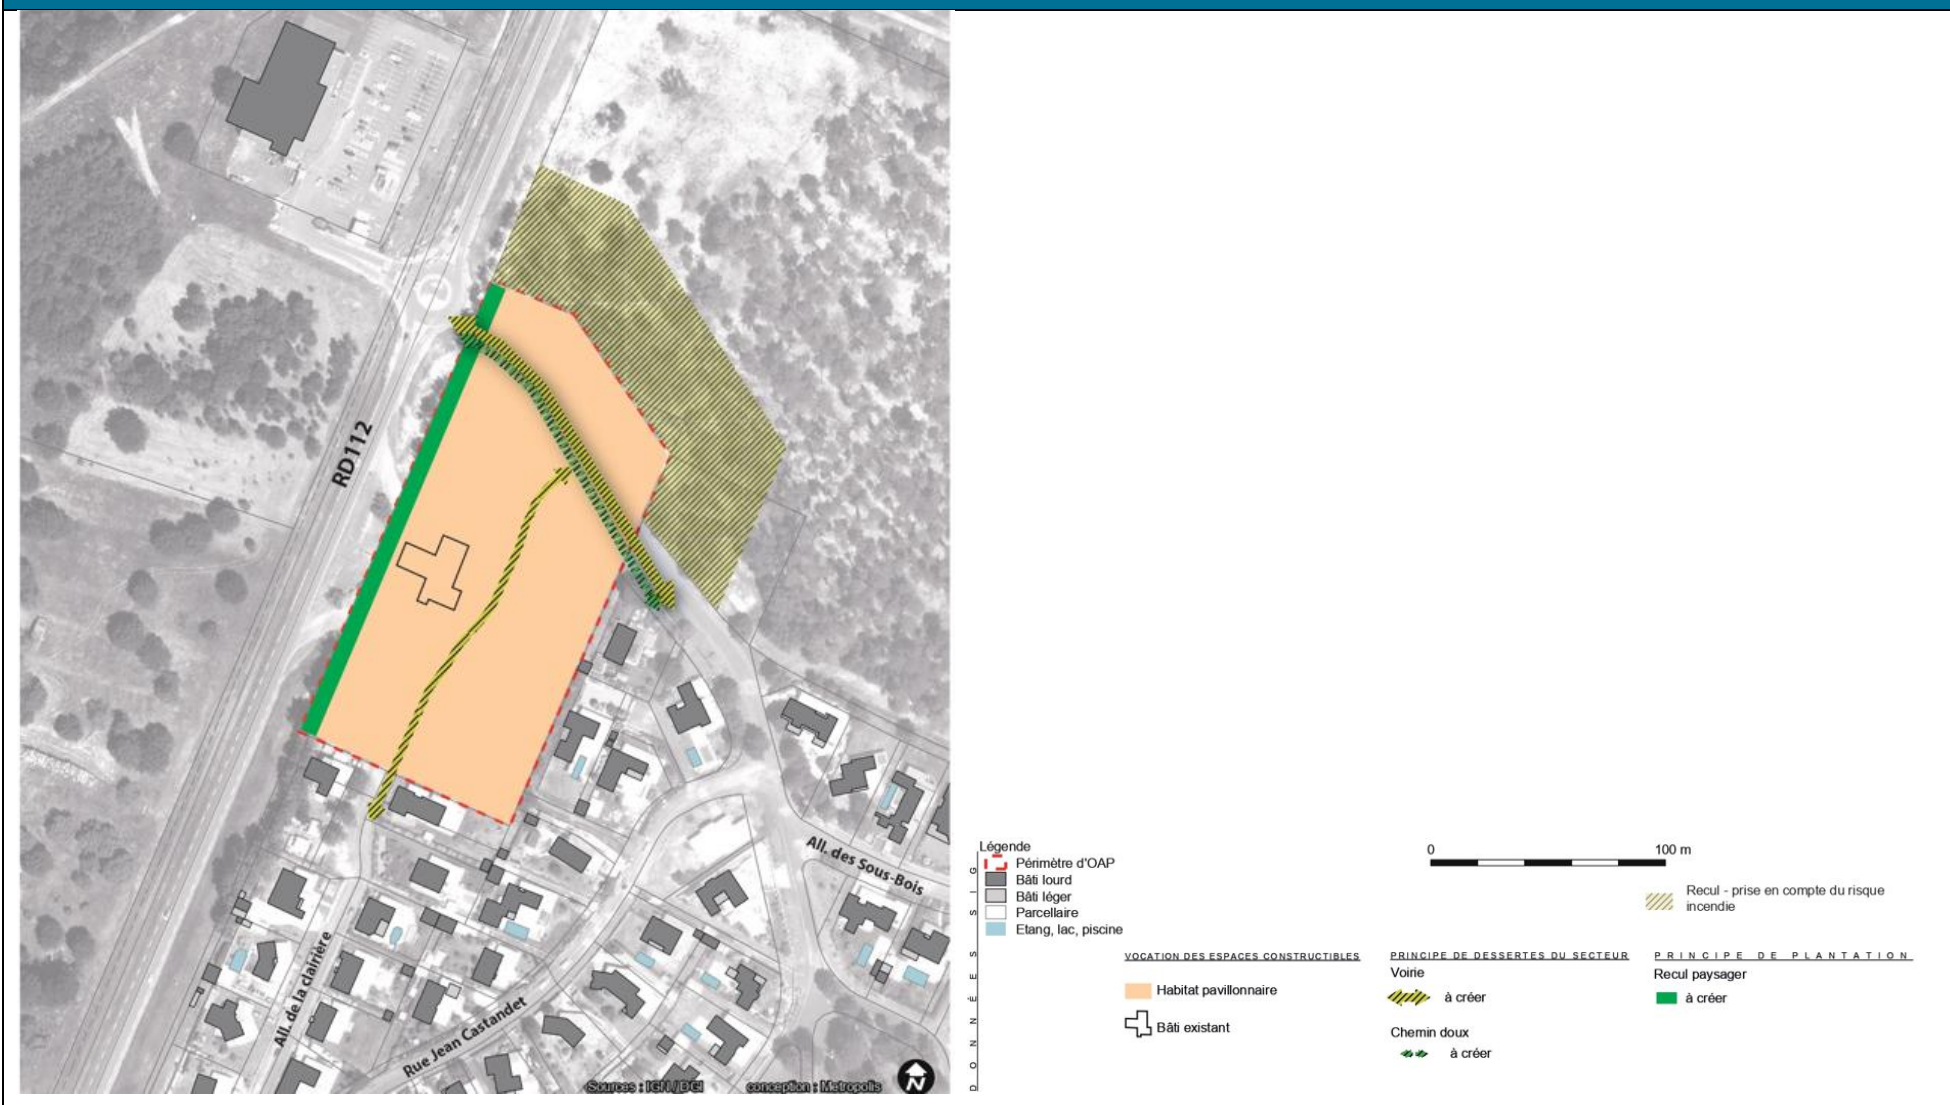 RD112
All. des Sous-Bois
All. de la clairière
Rue Jean Castandet
Sources : IGN / DGI
conception : Metropolis
N
DONNÉES SIG
Légende
Périmètre d'OAP
Bâti lourd
Bâti léger
Parcellaire
Etang, lac, piscine
0 100 m
Recul - prise en compte du risque
incendie
VOCATION DES ESPACES CONSTRUCTIBLES
Habitat pavillonnaire
Bâti existant
PRINCIPE DE DESSERTES DU SECTEUR
Voirie
à créer
Chemin doux
à créer
PRINCIPE DE PLANTATION
Recul paysager
à créer